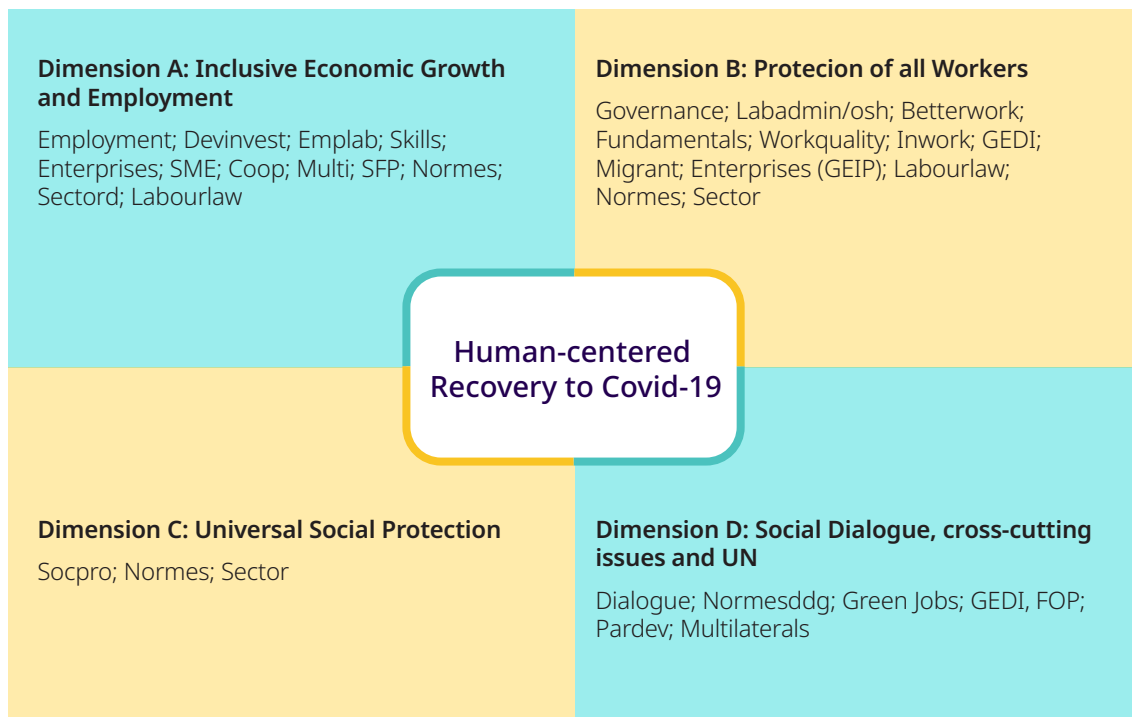 Dimension A: Inclusive Economic Growth
and Employment
Employment; Devinvest; Emplab; Skills;
Enterprises; SME; Coop; Multi; SFP; Normes;
Sectord; Labourlaw
Dimension B: Protecion of all Workers
Governance; Labadmin/osh; Betterwork;
Fundamentals; Workquality; Inwork; GEDI;
Migrant; Enterprises (GEIP); Labourlaw;
Normes; Sector
Human-centered
Recovery to Covid-19
Dimension C: Universal Social Protection
Socpro; Normes; Sector
Dimension D: Social Dialogue, cross-cutting
issues and UN
Dialogue; Normesddg; Green Jobs; GEDI, FOP;
Pardev; Multilaterals